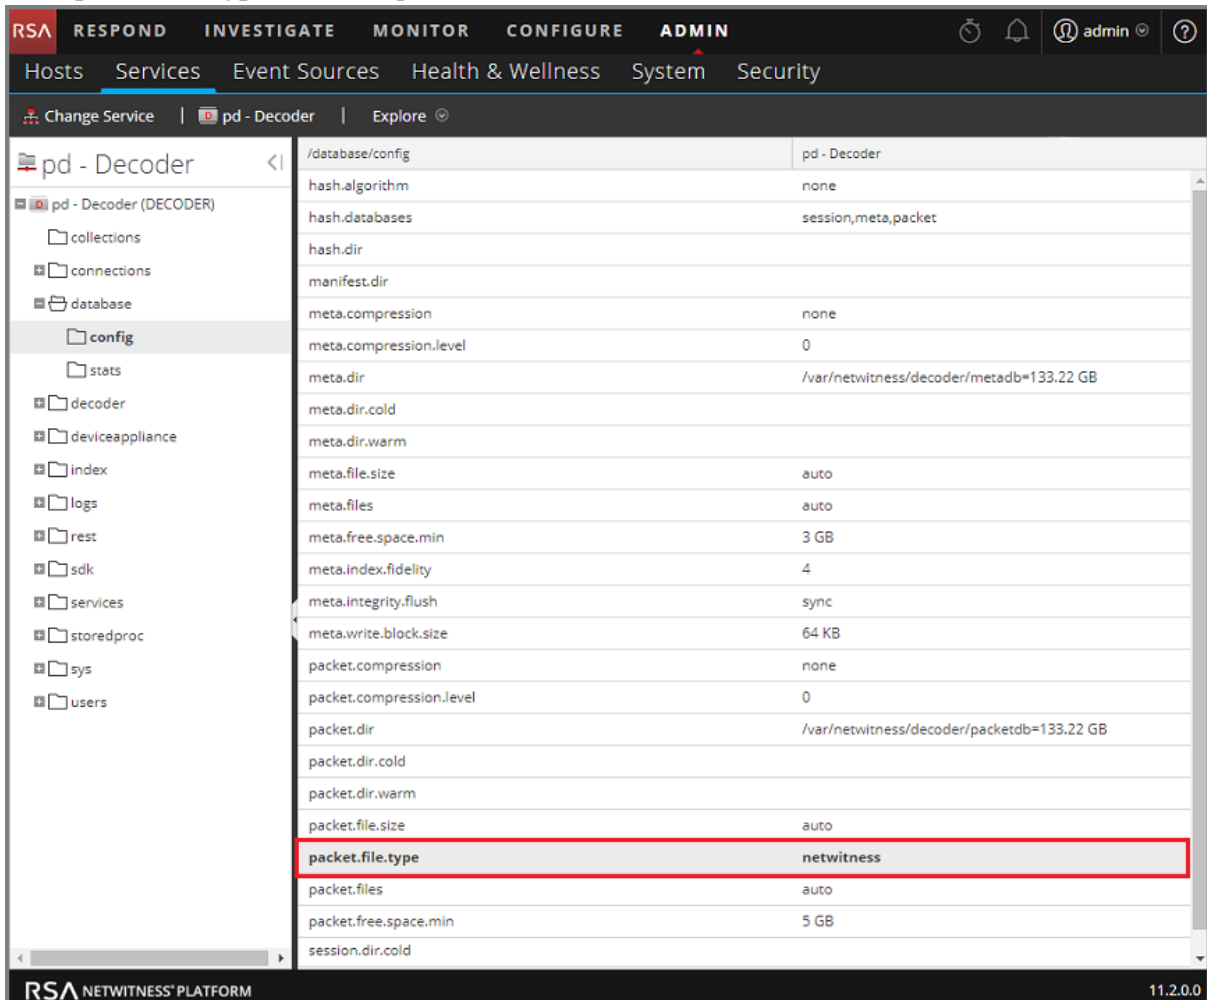 RSA RESPOND INVESTIGATE MONITOR CONFIGURE ADMIN admin
Hosts Services Event Sources Health & Wellness System Security
Change Service | pd - Decoder | Explore
pd - Decoder
/database/config pd - Decoder
hash.algorithm none
pd - Decoder (DECODER)
hash.databases session,meta,packet
collections
hash.dir
connections
manifest.dir
database
meta.compression none
config
meta.compression.level 0
stats
meta.dir /var/netwitness/decoder/metadb=133.22 GB
decoder
meta.dir.cold
deviceappliance
meta.dir.warm
index
meta.file.size auto
logs
meta.files auto
rest
meta.free.space.min 3 GB
sdk
meta.index.fidelity 4
services
meta.integrity.flush sync
storedproc
meta.write.block.size 64 KB
sys
packet.compression none
users
packet.compression.level 0
packet.dir /var/netwitness/decoder/packetdb=133.22 GB
packet.dir.cold
packet.dir.warm
packet.file.size auto
packet.file.type netwitness
packet.files auto
packet.free.space.min 5 GB
session.dir.cold
RSA NETWITNESS® PLATFORM 11.2.0.0